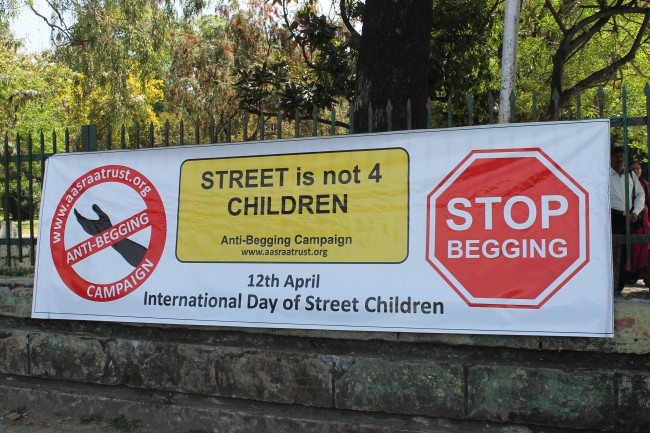 www.aasraatrust.org
ANTI-BEGGING
CAMPAIGN
STREET is not 4
CHILDREN
Anti-Begging Campaign
www.aasraatrust.org
12th April
International Day of Street Children
STOP
BEGGING